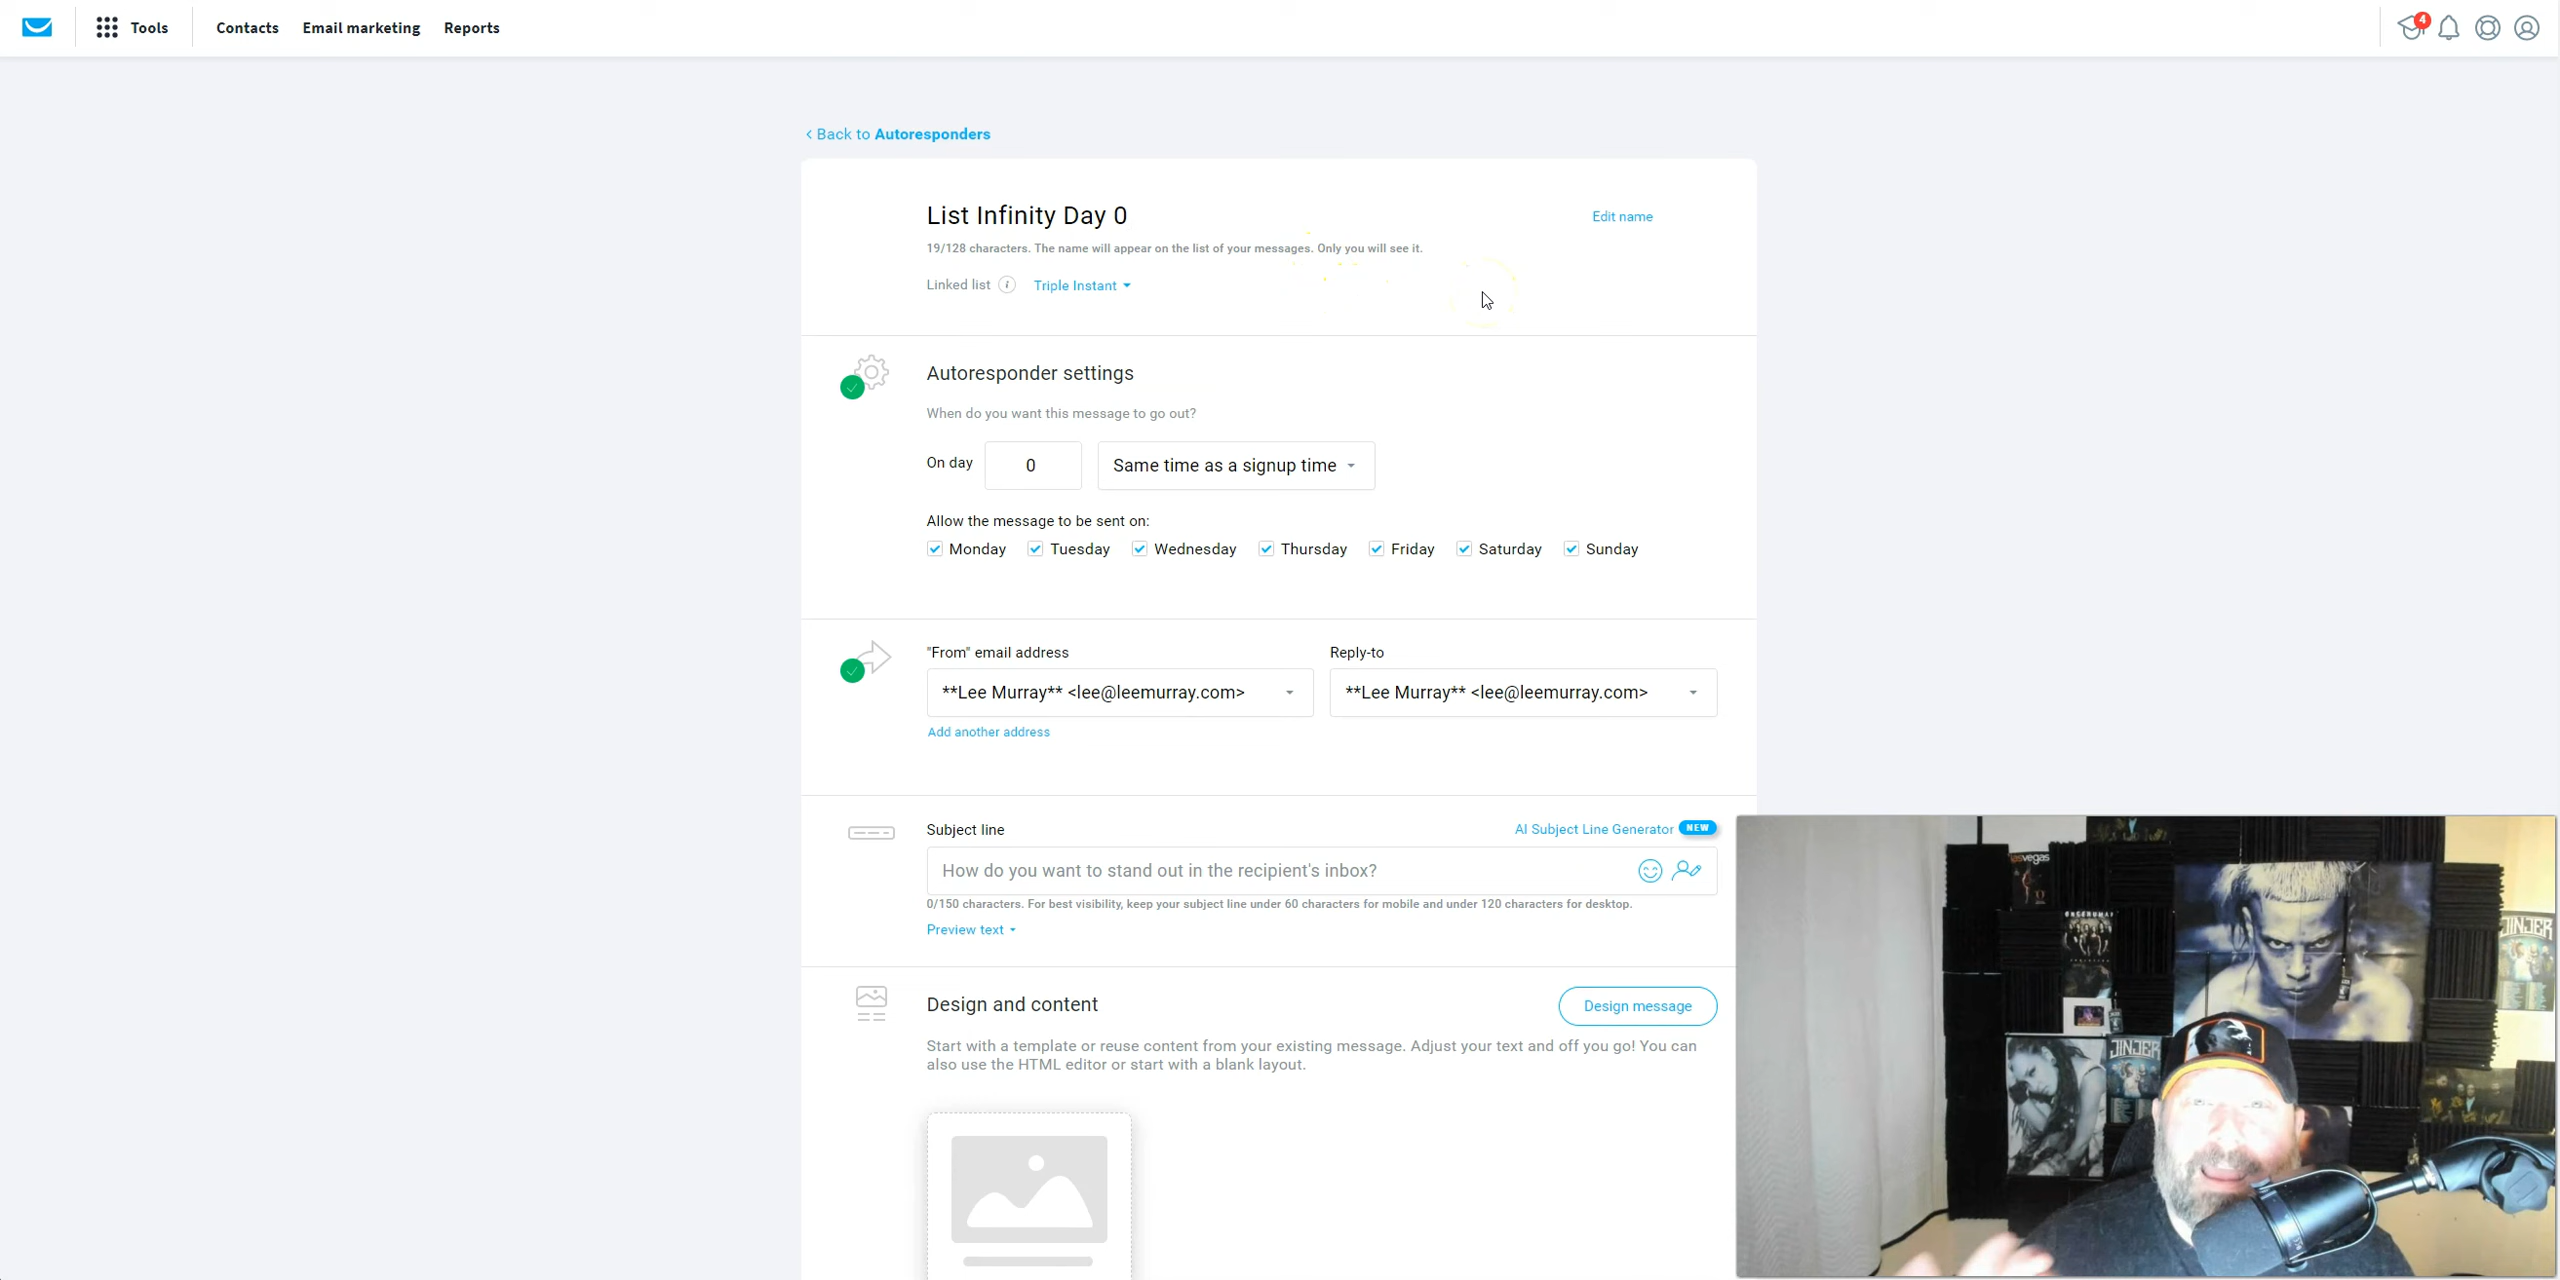 Tools
Contacts Email marketing Reports
4
< Back to Autoresponders
List Infinity Day 0
Edit name
19/128 characters. The name will appear on the list of your messages. Only you will see it.
Linked list i Triple Instant
Autoresponder settings
When do you want this message to go out?
On day 0 Same time as a signup time
Allow the message to be sent on:
Monday Tuesday Wednesday Thursday Friday Saturday Sunday
"From" email address Reply-to
**Lee Murray** <lee@leemurray.com> **Lee Murray** <lee@leemurray.com>
Add another address
Subject line AI Subject Line Generator NEW
How do you want to stand out in the recipient's inbox?
0/150 characters. For best visibility, keep your subject line under 60 characters for mobile and under 120 characters for desktop.
Preview text
Design and content Design message
Start with a template or reuse content from your existing message. Adjust your text and off you go! You can
also use the HTML editor or start with a blank layout.
JINJER
JINJER